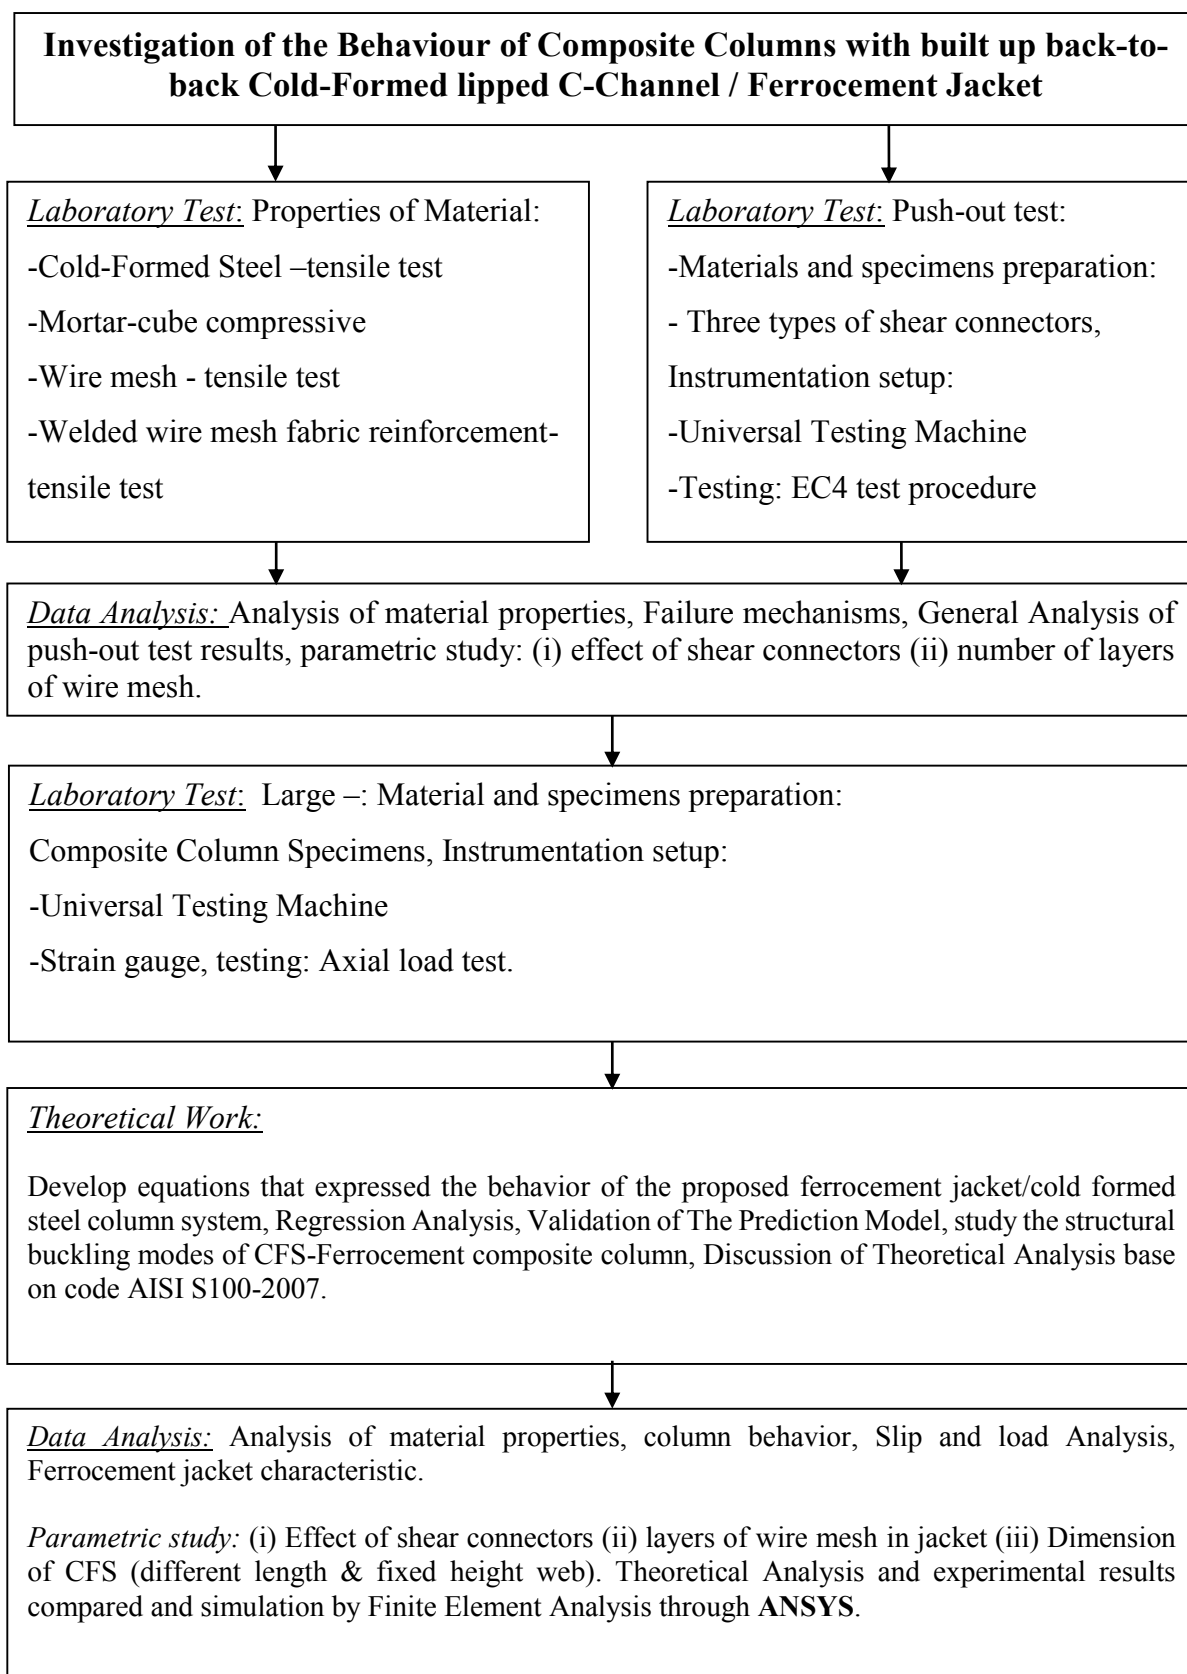 Investigation of the Behaviour of Composite Columns with built up back-to-
back Cold-Formed lipped C-Channel / Ferrocement Jacket
Laboratory Test: Properties of Material:
-Cold-Formed Steel –tensile test
-Mortar-cube compressive
-Wire mesh - tensile test
-Welded wire mesh fabric reinforcement-
tensile test
Laboratory Test: Push-out test:
-Materials and specimens preparation:
- Three types of shear connectors,
Instrumentation setup:
-Universal Testing Machine
-Testing: EC4 test procedure
Data Analysis: Analysis of material properties, Failure mechanisms, General Analysis of
push-out test results, parametric study: (i) effect of shear connectors (ii) number of layers
of wire mesh.
Laboratory Test: Large –: Material and specimens preparation:
Composite Column Specimens, Instrumentation setup:
-Universal Testing Machine
-Strain gauge, testing: Axial load test.
Theoretical Work:
Develop equations that expressed the behavior of the proposed ferrocement jacket/cold formed
steel column system, Regression Analysis, Validation of The Prediction Model, study the structural
buckling modes of CFS-Ferrocement composite column, Discussion of Theoretical Analysis base
on code AISI S100-2007.
Data Analysis: Analysis of material properties, column behavior, Slip and load Analysis,
Ferrocement jacket characteristic.
Parametric study: (i) Effect of shear connectors (ii) layers of wire mesh in jacket (iii) Dimension
of CFS (different length & fixed height web). Theoretical Analysis and experimental results
compared and simulation by Finite Element Analysis through ANSYS.